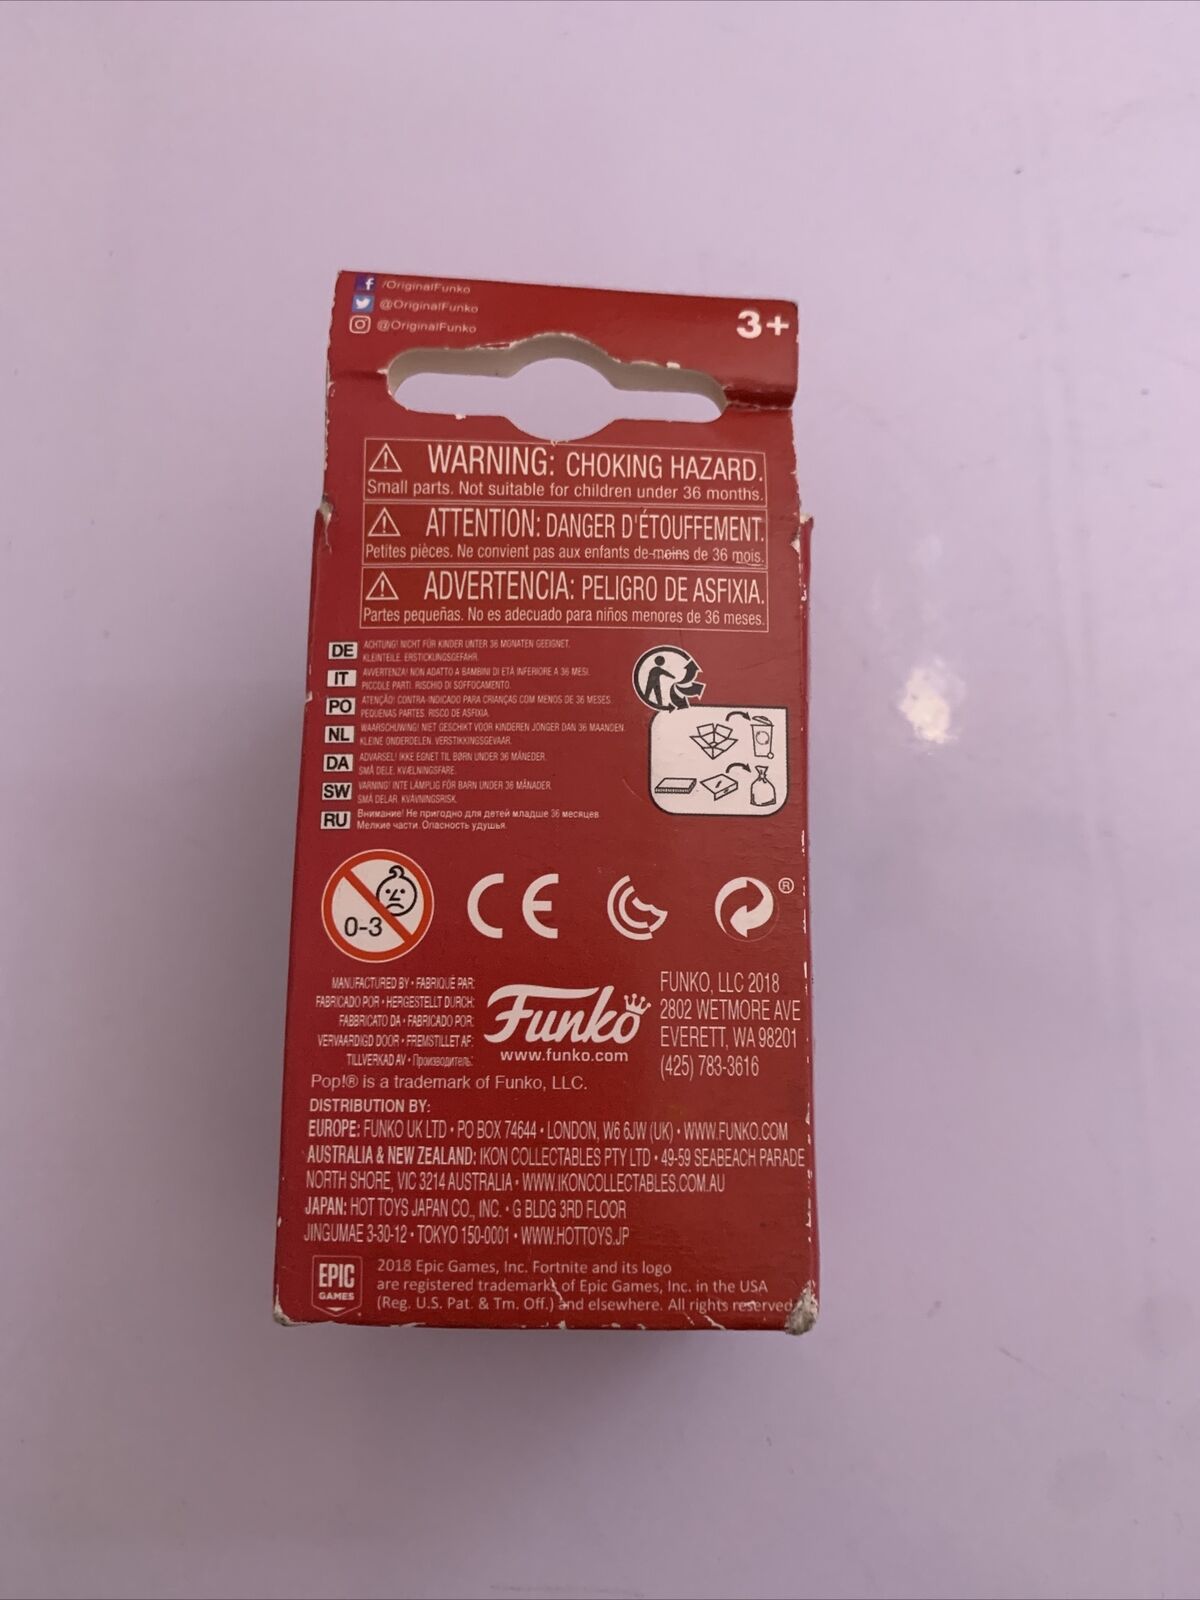 /OriginalFunko
@OriginalFunko
@OriginalFunko
3+
WARNING: CHOKING HAZARD.
Small parts. Not suitable for children under 36 months.
ATTENTION: DANGER D'ÉTOUFFEMENT.
Petites pièces. Ne convient pas aux enfants de moins de 36 mois.
ADVERTENCIA: PELIGRO DE ASFIXIA.
Partes pequeñas. No es adecuado para niños menores de 36 meses.
DE ACHTUNG! NICHT FÜR KINDER UNTER 36 MONATEN GEEIGNET.
KLEINTEILE. ERSTICKUNGSGEFAHR.
IT AVVERTENZA! NON ADATTO A BAMBINI DI ETÀ INFERIORE A 36 MESI.
PICCOLE PARTI. RISCHIO DI SOFFOCAMENTO.
PO ATENÇÃO! CONTRA-INDICADO PARA CRIANÇAS COM MENOS DE 36 MESES.
PEQUENAS PARTES. RISCO DE ASFIXIA.
NL WAARSCHUWING! NIET GESCHIKT VOOR KINDEREN JONGER DAN 36 MAANDEN.
KLEINE ONDERDELEN. VERSTIKKINGSGEVAAR.
DA ADVARSEL! IKKE EGNET TIL BØRN UNDER 36 MÅNEDER.
SMÅ DELE. KVÆLNINGSFARE.
SW VARNING! INTE LÄMPLIG FÖR BARN UNDER 36 MÅNADER.
SMÅ DELAR. KVÄVNINGSRISK.
RU Внимание! Не пригодно для детей младше 36 месяцев
Мелкие части. Опасность удушья.
0-3
CE
®
MANUFACTURED BY • FABRIQUÉ PAR:
FABRICADO POR • HERGESTELLT DURCH:
FABBRICATO DA • FABRICADO POR:
VERVAARDIGD DOOR • FREMSTILLET AF:
TILLVERKAD AV • Производитель:
Funko
www.funko.com
FUNKO, LLC 2018
2802 WETMORE AVE
EVERETT, WA 98201
(425) 783-3616
Pop!® is a trademark of Funko, LLC.
DISTRIBUTION BY:
EUROPE: FUNKO UK LTD • PO BOX 74644 • LONDON, W6 6JW (UK) • WWW.FUNKO.COM
AUSTRALIA & NEW ZEALAND: IKON COLLECTABLES PTY LTD • 49-59 SEABEACH PARADE
NORTH SHORE, VIC 3214 AUSTRALIA • WWW.IKONCOLLECTABLES.COM.AU
JAPAN: HOT TOYS JAPAN CO., INC. • G BLDG 3RD FLOOR
JINGUMAE 3-30-12 • TOKYO 150-0001 • WWW.HOTTOYS.JP
EPIC
GAMES
2018 Epic Games, Inc. Fortnite and its logo
are registered trademarks of Epic Games, Inc. in the USA
(Reg. U.S. Pat. & Tm. Off.) and elsewhere. All rights reserved